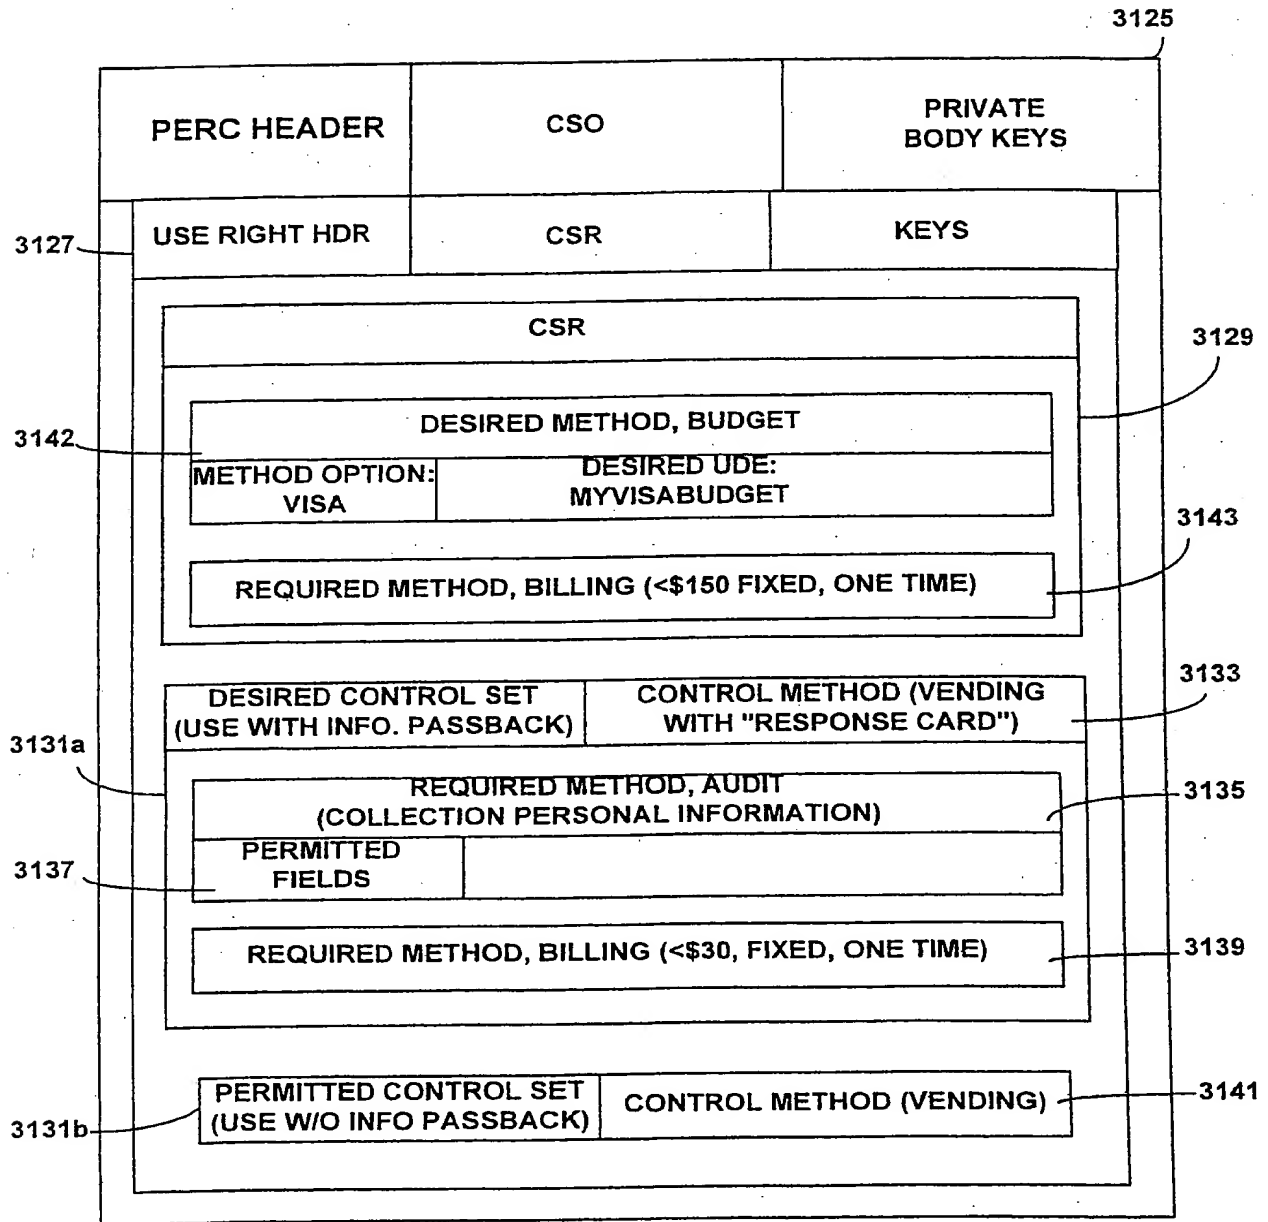 3125
PERC HEADER
CSO
PRIVATE
BODY KEYS
3127
USE RIGHT HDR
CSR
KEYS
CSR
3129
DESIRED METHOD, BUDGET
3142
METHOD OPTION:
VISA
DESIRED UDE:
MYVISABUDGET
3143
REQUIRED METHOD, BILLING (<$150 FIXED, ONE TIME)
3133
DESIRED CONTROL SET
(USE WITH INFO. PASSBACK)
CONTROL METHOD (VENDING
WITH "RESPONSE CARD")
3131a
REQUIRED METHOD, AUDIT
(COLLECTION PERSONAL INFORMATION)
3135
3137
PERMITTED
FIELDS
REQUIRED METHOD, BILLING (<$30, FIXED, ONE TIME)
3139
PERMITTED CONTROL SET
(USE W/O INFO PASSBACK)
CONTROL METHOD (VENDING)
3141
3131b